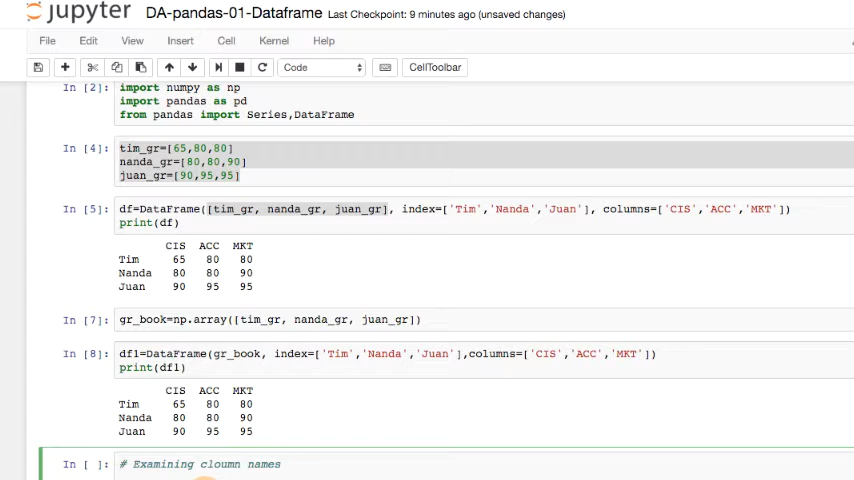 jupyter DA-pandas-01-Dataframe Last Checkpoint: 9 minutes ago (unsaved changes)
File Edit View Insert Cell Kernel Help
Code CellToolbar
In [2]: import numpy as np
import pandas as pd
from pandas import Series,DataFrame
In [4]: tim_gr=[65,80,80]
nanda_gr=[80,80,90]
juan_gr=[90,95,95]
In [5]: df=DataFrame([tim_gr, nanda_gr, juan_gr], index=['Tim','Nanda','Juan'], columns=['CIS','ACC','MKT'])
print(df)
CIS ACC MKT
Tim 65 80 80
Nanda 80 80 90
Juan 90 95 95
In [7]: gr_book=np.array([tim_gr, nanda_gr, juan_gr])
In [8]: df1=DataFrame(gr_book, index=['Tim','Nanda','Juan'],columns=['CIS','ACC','MKT'])
print(df1)
CIS ACC MKT
Tim 65 80 80
Nanda 80 80 90
Juan 90 95 95
In [ ]: # Examining cloumn names